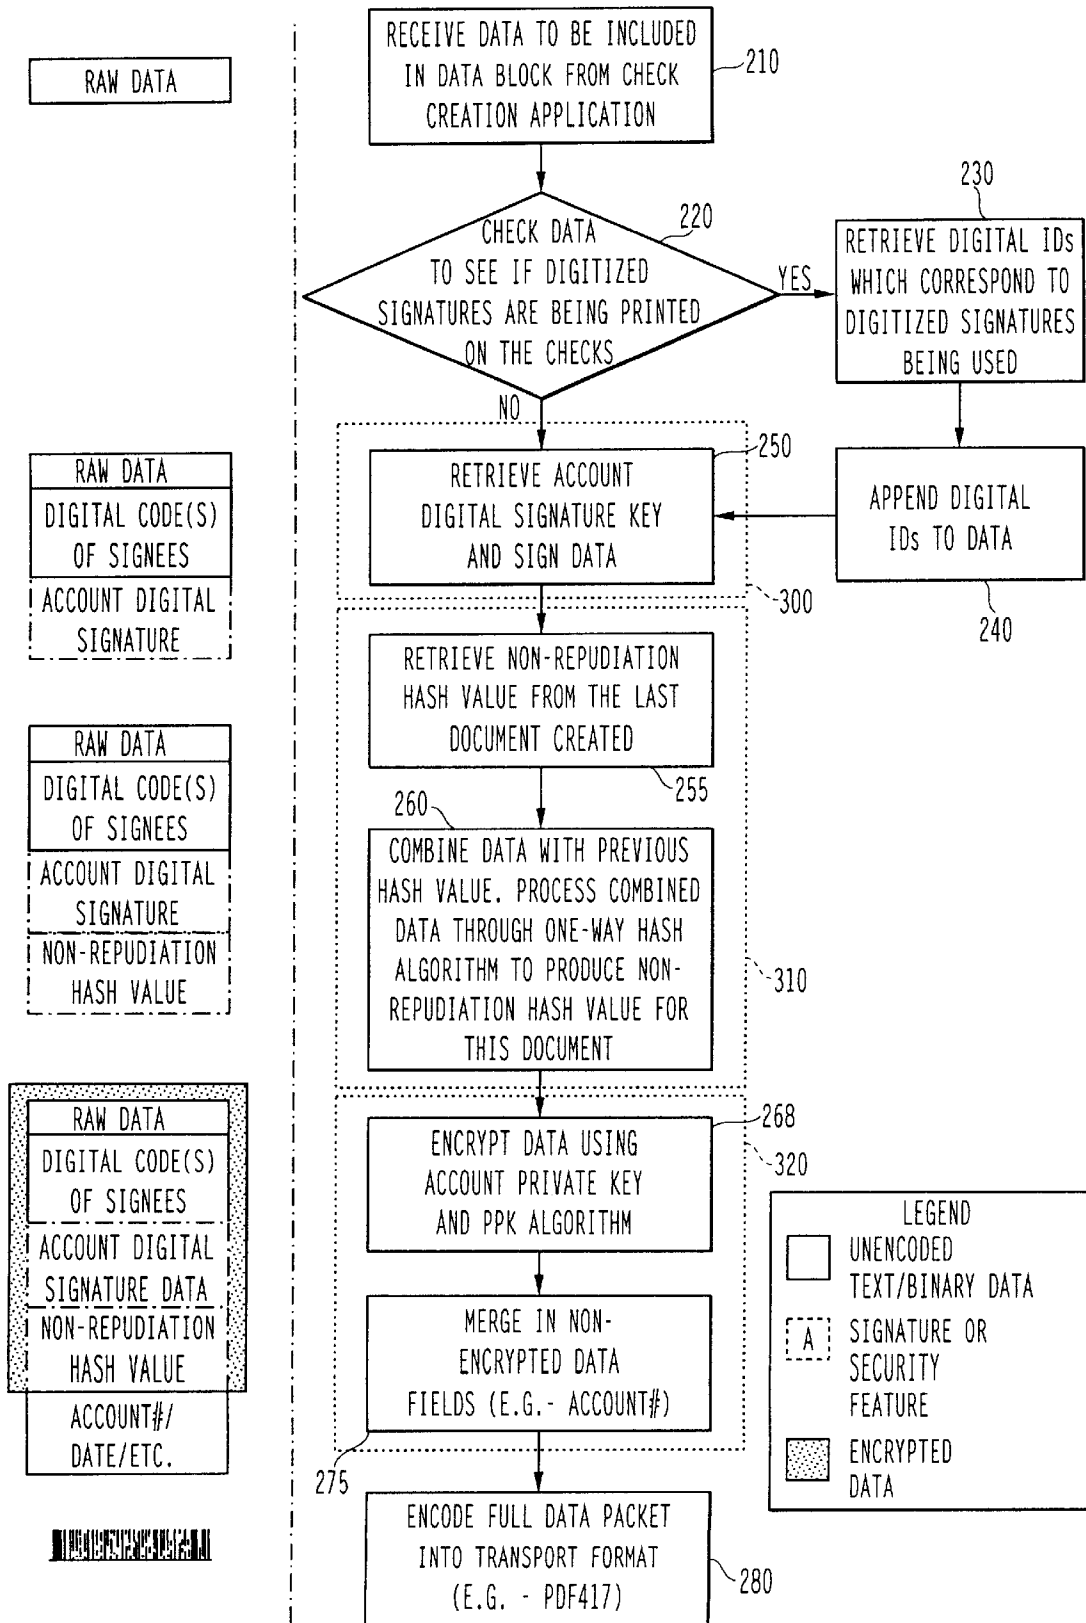 RAW DATA
RECEIVE DATA TO BE INCLUDED
IN DATA BLOCK FROM CHECK
CREATION APPLICATION
210
CHECK DATA
TO SEE IF DIGITIZED
SIGNATURES ARE BEING PRINTED
ON THE CHECKS
220
YES
NO
230
RETRIEVE DIGITAL IDs
WHICH CORRESPOND TO
DIGITIZED SIGNATURES
BEING USED
APPEND DIGITAL
IDs TO DATA
240
RAW DATA
DIGITAL CODE(S)
OF SIGNEES
ACCOUNT DIGITAL
SIGNATURE
RETRIEVE ACCOUNT
DIGITAL SIGNATURE KEY
AND SIGN DATA
250
300
RETRIEVE NON-REPUDIATION
HASH VALUE FROM THE LAST
DOCUMENT CREATED
255
RAW DATA
DIGITAL CODE(S)
OF SIGNEES
ACCOUNT DIGITAL
SIGNATURE
NON-REPUDIATION
HASH VALUE
260
COMBINE DATA WITH PREVIOUS
HASH VALUE. PROCESS COMBINED
DATA THROUGH ONE-WAY HASH
ALGORITHM TO PRODUCE NON-
REPUDIATION HASH VALUE FOR
THIS DOCUMENT
310
RAW DATA
DIGITAL CODE(S)
OF SIGNEES
ACCOUNT DIGITAL
SIGNATURE DATA
NON-REPUDIATION
HASH VALUE
ACCOUNT#/
DATE/ETC.
ENCRYPT DATA USING
ACCOUNT PRIVATE KEY
AND PPK ALGORITHM
268
320
MERGE IN NON-
ENCRYPTED DATA
FIELDS (E.G.- ACCOUNT#)
275
ENCODE FULL DATA PACKET
INTO TRANSPORT FORMAT
(E.G. - PDF417)
280
LEGEND
UNENCODED
TEXT/BINARY DATA
A
SIGNATURE OR
SECURITY
FEATURE
ENCRYPTED
DATA